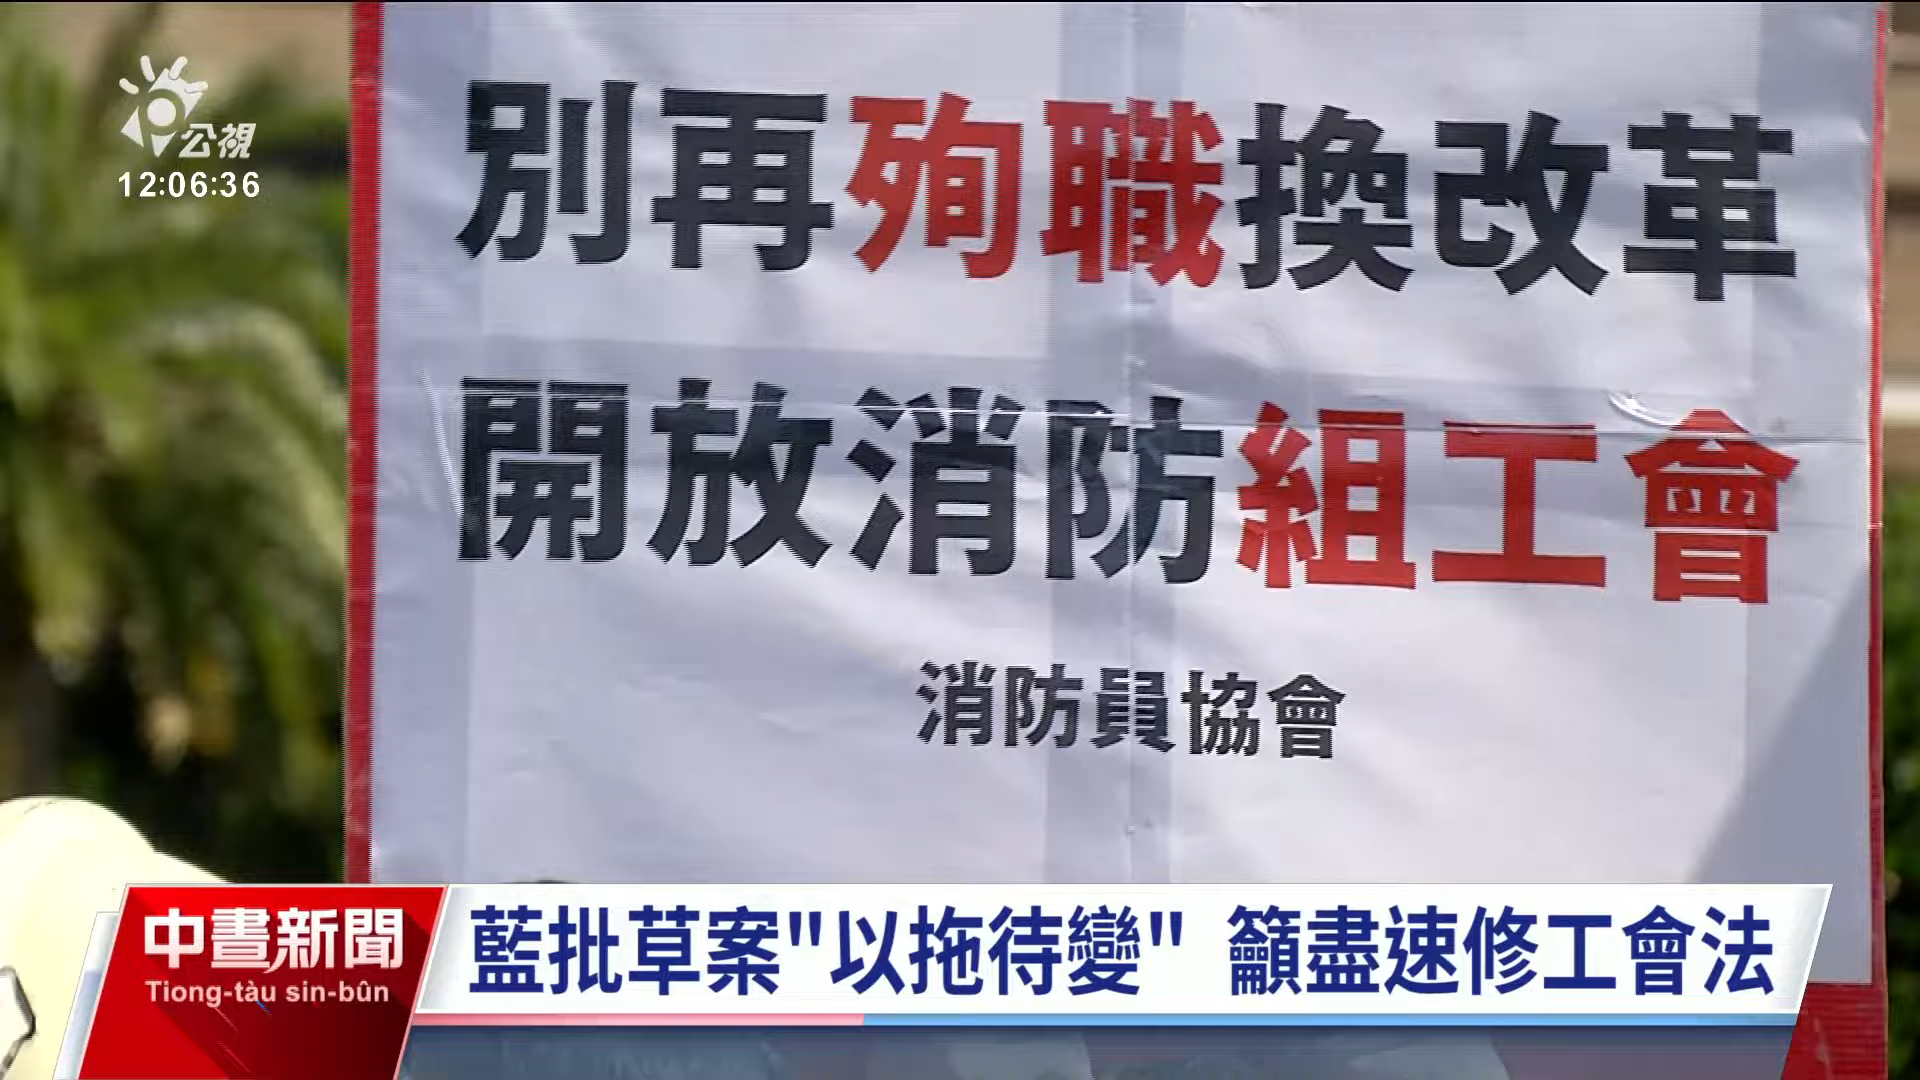 公視
12:06:36
別再殉職換改革
開放消防組工會
消防員協會
中晝新聞
Tiong-tàu sin-bûn
藍批草案"以拖待變" 籲盡速修工會法